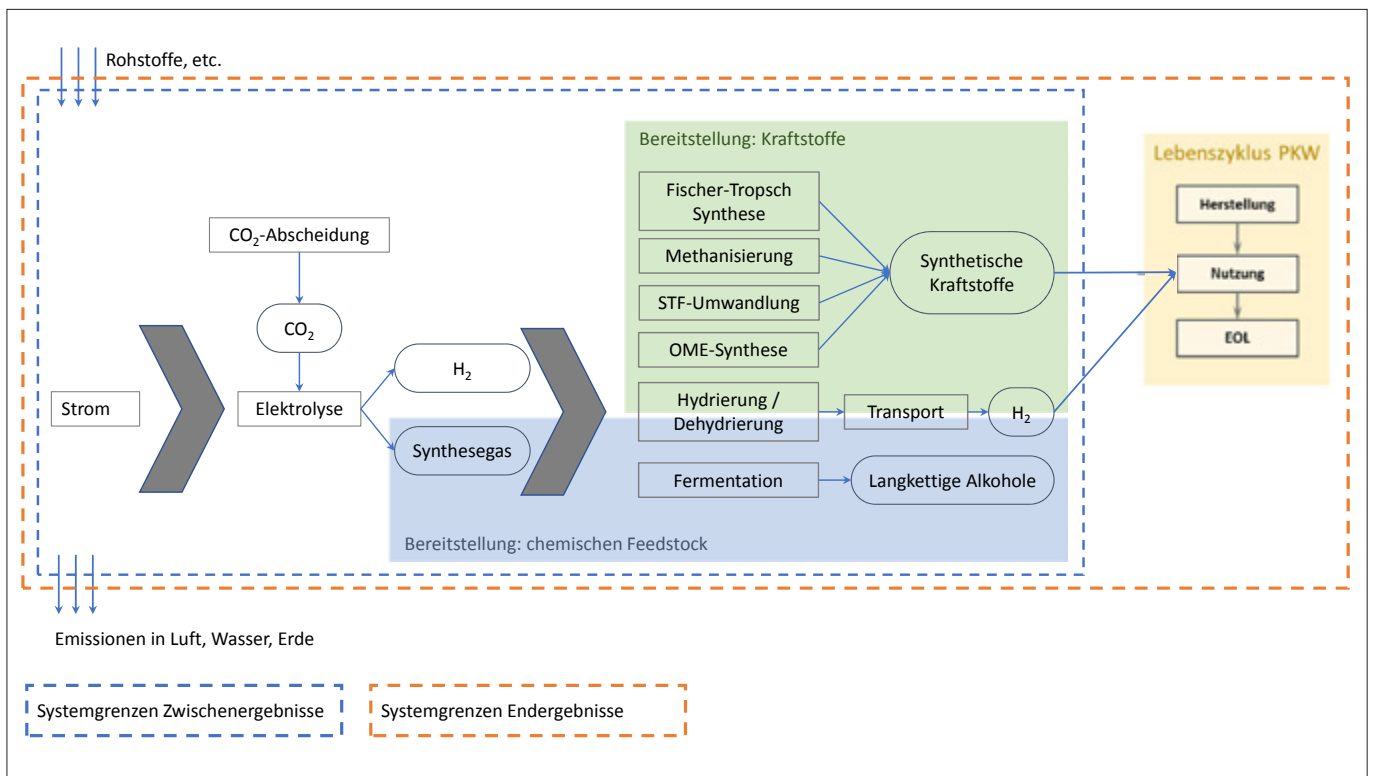 Rohstoffe, etc.
Bereitstellung: Kraftstoffe
Lebenszyklus PKW
Fischer-Tropsch
Synthese
Herstellung
CO₂-Abscheidung
Methanisierung
Synthetische
Kraftstoffe
Nutzung
STF-Umwandlung
CO₂
OME-Synthese
EOL
H₂
Strom
Elektrolyse
Hydrierung /
Dehydrierung
Transport
H₂
Synthesegas
Fermentation
Langkettige Alkohole
Bereitstellung: chemischen Feedstock
Emissionen in Luft, Wasser, Erde
Systemgrenzen Zwischenergebnisse
Systemgrenzen Endergebnisse